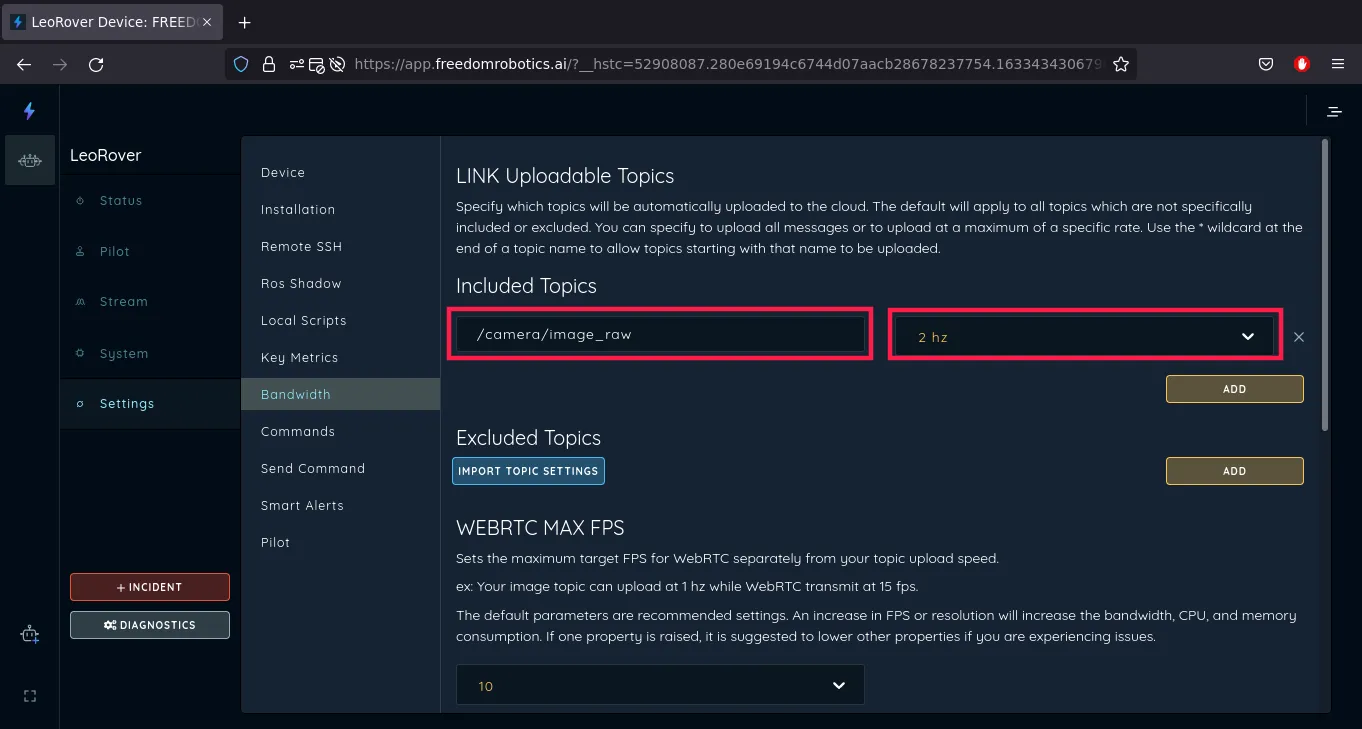 LeoRover Device: FREEDO
https://app.freedomrobotics.ai/?__hstc=52908087.280e69194c6744d07aacb28678237754.163343430679
LeoRover
Status
Pilot
Stream
System
Settings
+ INCIDENT
DIAGNOSTICS
Device
Installation
Remote SSH
Ros Shadow
Local Scripts
Key Metrics
Bandwidth
Commands
Send Command
Smart Alerts
Pilot
LINK Uploadable Topics
Specify which topics will be automatically uploaded to the cloud. The default will apply to all topics which are not specifically
included or excluded. You can specify to upload all messages or to upload at a maximum of a specific rate. Use the * wildcard at the
end of a topic name to allow topics starting with that name to be uploaded.
Included Topics
/camera/image_raw
2 hz
ADD
Excluded Topics
IMPORT TOPIC SETTINGS
ADD
WEBRTC MAX FPS
Sets the maximum target FPS for WebRTC separately from your topic upload speed.
ex: Your image topic can upload at 1 hz while WebRTC transmit at 15 fps.
The default parameters are recommended settings. An increase in FPS or resolution will increase the bandwidth, CPU, and memory
consumption. If one property is raised, it is suggested to lower other properties if you are experiencing issues.
10